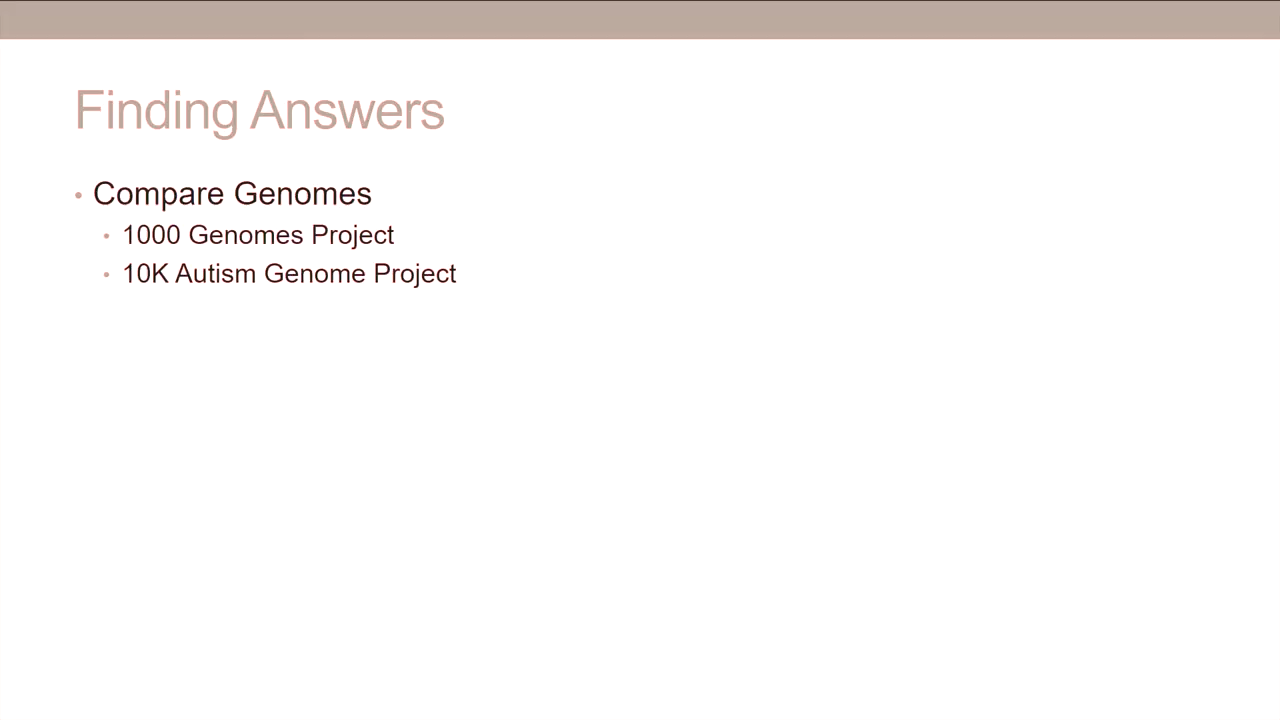 Finding Answers
• Compare Genomes
• 1000 Genomes Project
• 10K Autism Genome Project